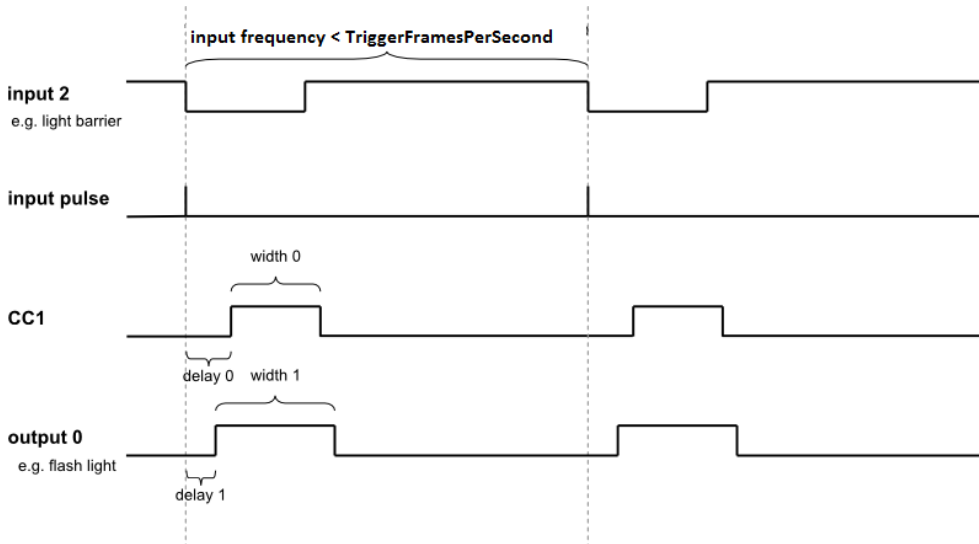 input frequency < TriggerFramesPerSecond
input 2
e.g. light barrier
input pulse
width 0
CC1
delay 0
width 1
output 0
e.g. flash light
delay 1